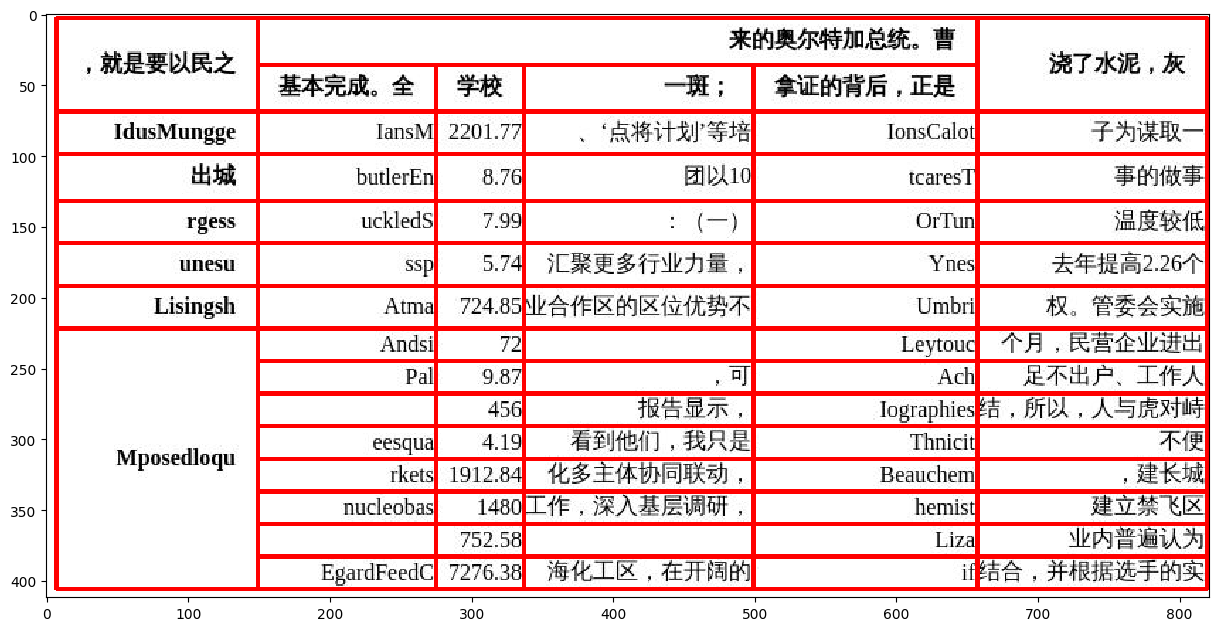 ，就是要以民之 来的奥尔特加总统。曹 浇了水泥，灰
基本完成。全 学校 一斑； 拿证的背后，正是
IdusMungge IansM 2201.77 、‘点将计划’等培 IonsCalot 子为谋取一
出城 butlerEn 8.76 团以10 tcaresT 事的做事
rgess uckledS 7.99 ：（一） OrTun 温度较低
unesu ssp 5.74 汇聚更多行业力量， Ynes 去年提高2.26个
Lisingsh Atma 724.85 业合作区的区位优势不 Umbri 权。管委会实施
Mposedloqu Andsi 72 Leytouc 个月，民营企业进出
Pal 9.87 ，可 Ach 足不出户、工作人
456 报告显示， Iographies 结，所以，人与虎对峙
eesqua 4.19 看到他们，我只是 Thnicit 不便
rkets 1912.84 化多主体协同联动， Beauchem ，建长城
nucleobas 1480 工作，深入基层调研， hemist 建立禁飞区
752.58 Liza 业内普遍认为
EgardFeedC 7276.38 海化工区，在开阔的 if 结合，并根据选手的实
0
50
100
150
200
250
300
350
400
0 100 200 300 400 500 600 700 800